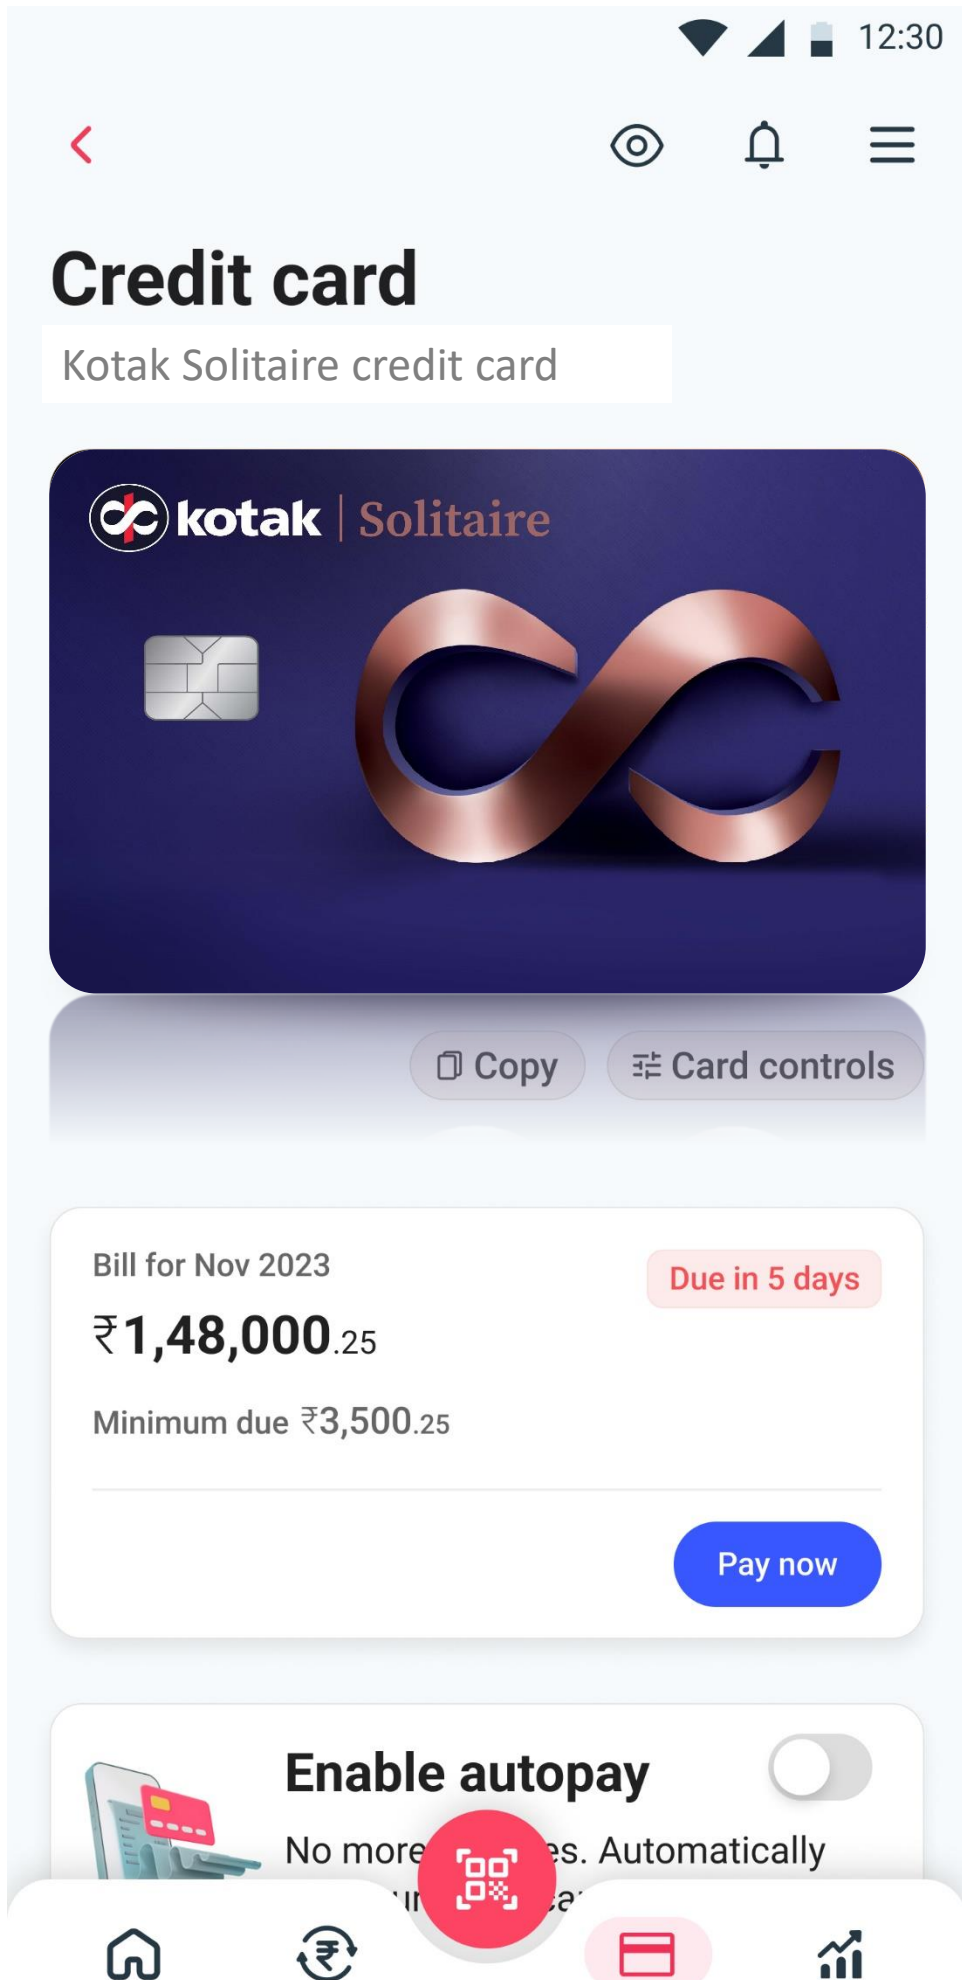 12:30
Credit card
Kotak Solitaire credit card
kotak | Solitaire
Copy
Card controls
Bill for Nov 2023
Due in 5 days
₹1,48,000.25
Minimum due ₹3,500.25
Pay now
Enable autopay
No more
Automatically